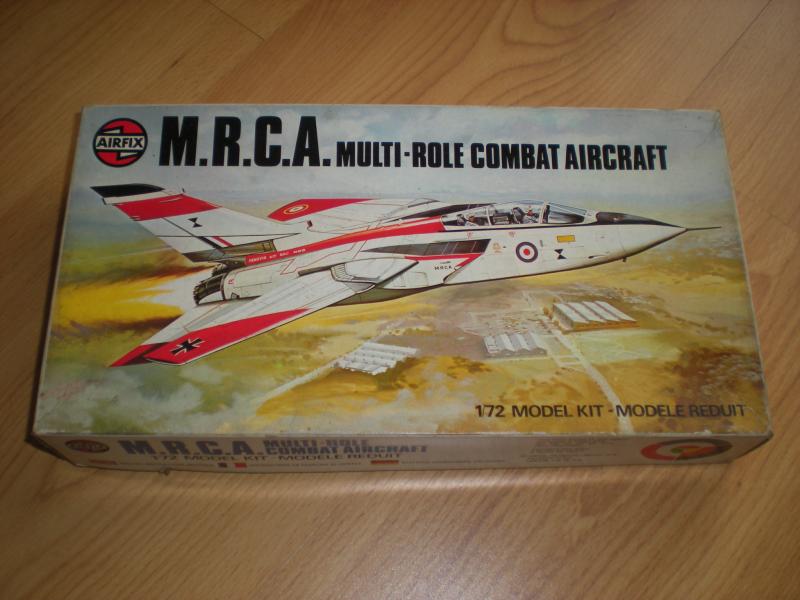 AIRFIX
M.R.C.A. MULTI-ROLE COMBAT AIRCRAFT
M.R.C.A.
1/72 MODEL KIT - MODELE REDUIT
M.R.C.A. MULTI-ROLE
COMBAT AIRCRAFT
1/72 MODEL KIT - MODELE REDUIT